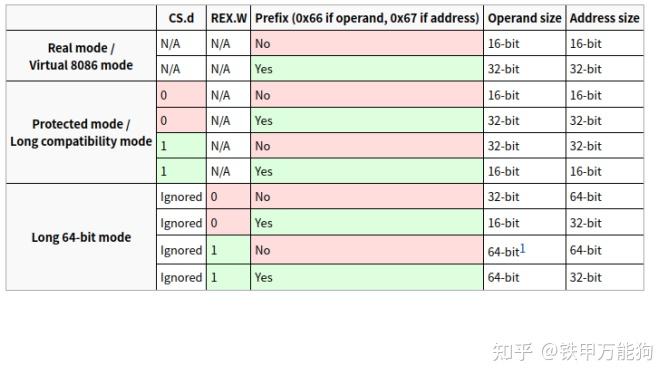 CS.d REX.W Prefix (0x66 if operand, 0x67 if address) Operand size Address size
Real mode /
Virtual 8086 mode
N/A N/A No 16-bit 16-bit
N/A N/A Yes 32-bit 32-bit
Protected mode /
Long compatibility mode
0 N/A No 16-bit 16-bit
0 N/A Yes 32-bit 32-bit
1 N/A No 32-bit 32-bit
1 N/A Yes 16-bit 16-bit
Long 64-bit mode
Ignored 0 No 32-bit 64-bit
Ignored 0 Yes 16-bit 32-bit
Ignored 1 No 64-bit1 64-bit
Ignored 1 Yes 64-bit 32-bit
知乎 @铁甲万能狗